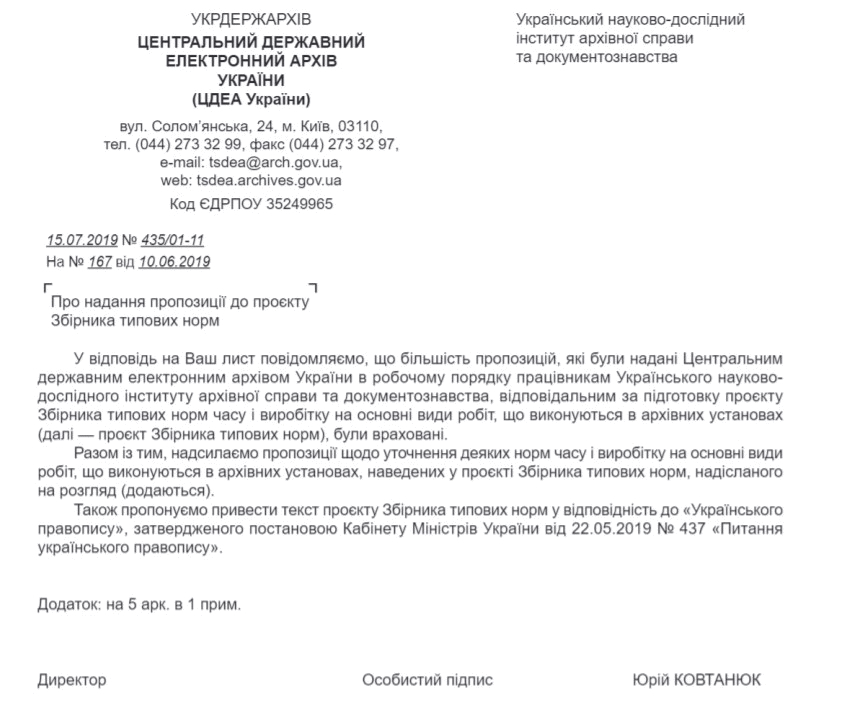 УКРДЕРЖАРХІВ
ЦЕНТРАЛЬНИЙ ДЕРЖАВНИЙ
ЕЛЕКТРОННИЙ АРХІВ
УКРАЇНИ
(ЦДЕА України)
вул. Солом’янська, 24, м. Київ, 03110,
тел. (044) 273 32 99, факс (044) 273 32 97,
e-mail: tsdea@arch.gov.ua,
web: tsdea.archives.gov.ua
Код ЄДРПОУ 35249965
Український науково-дослідний
інститут архівної справи
та документознавства
15.07.2019 № 435/01-11
На № 167 від 10.06.2019
Про надання пропозиції до проєкту
Збірника типових норм
У відповідь на Ваш лист повідомляємо, що більшість пропозицій, які були надані Центральним
державним електронним архівом України в робочому порядку працівникам Українського науково-
дослідного інституту архівної справи та документознавства, відповідальним за підготовку проєкту
Збірника типових норм часу і виробітку на основні види робіт, що виконуються в архівних установах
(далі — проєкт Збірника типових норм), були враховані.
Разом із тим, надсилаємо пропозиції щодо уточнення деяких норм часу і виробітку на основні види
робіт, що виконуються в архівних установах, наведених у проєкті Збірника типових норм, надісланого
на розгляд (додаються).
Також пропонуємо привести текст проєкту Збірника типових норм у відповідність до «Українського
правопису», затвердженого постановою Кабінету Міністрів України від 22.05.2019 № 437 «Питання
українського правопису».
Додаток: на 5 арк. в 1 прим.
Директор Особистий підпис Юрій КОВТАНЮК